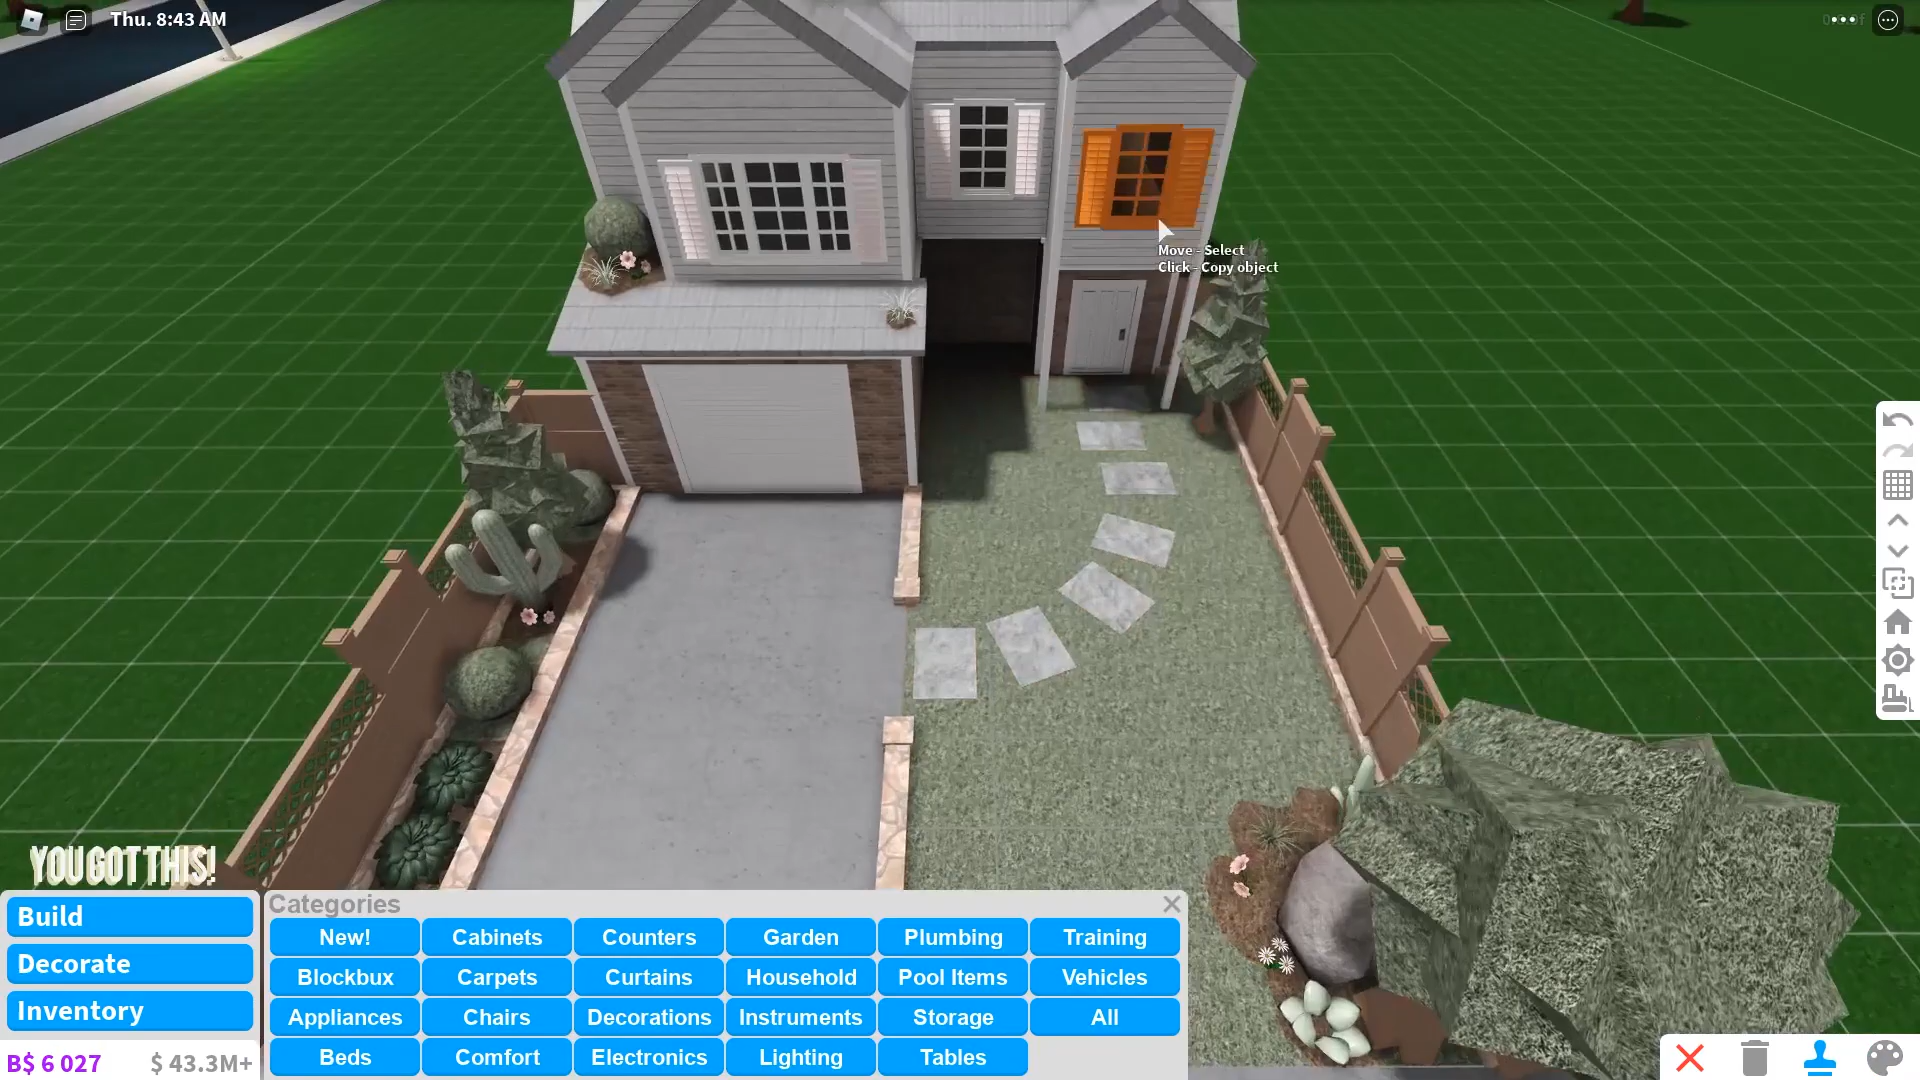 Thu. 8:43 AM
Move - Select
Click - Copy object
YOU GOT THIS!
Build
Decorate
Inventory
B$ 6 027
$ 43.3M+
Categories
New!
Cabinets
Counters
Garden
Plumbing
Training
Blockbux
Carpets
Curtains
Household
Pool Items
Vehicles
Appliances
Chairs
Decorations
Instruments
Storage
All
Beds
Comfort
Electronics
Lighting
Tables